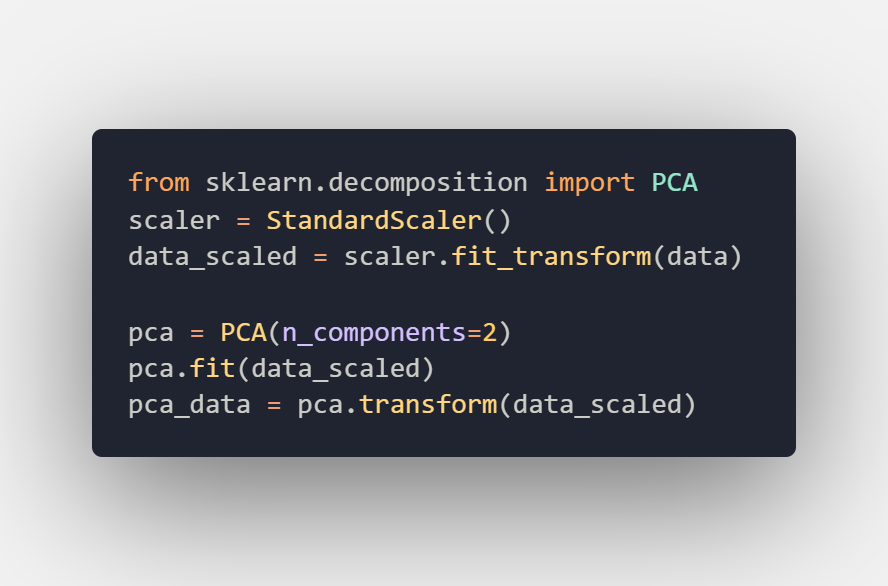 from sklearn.decomposition import PCA
scaler = StandardScaler()
data_scaled = scaler.fit_transform(data)
pca = PCA(n_components=2)
pca.fit(data_scaled)
pca_data = pca.transform(data_scaled)